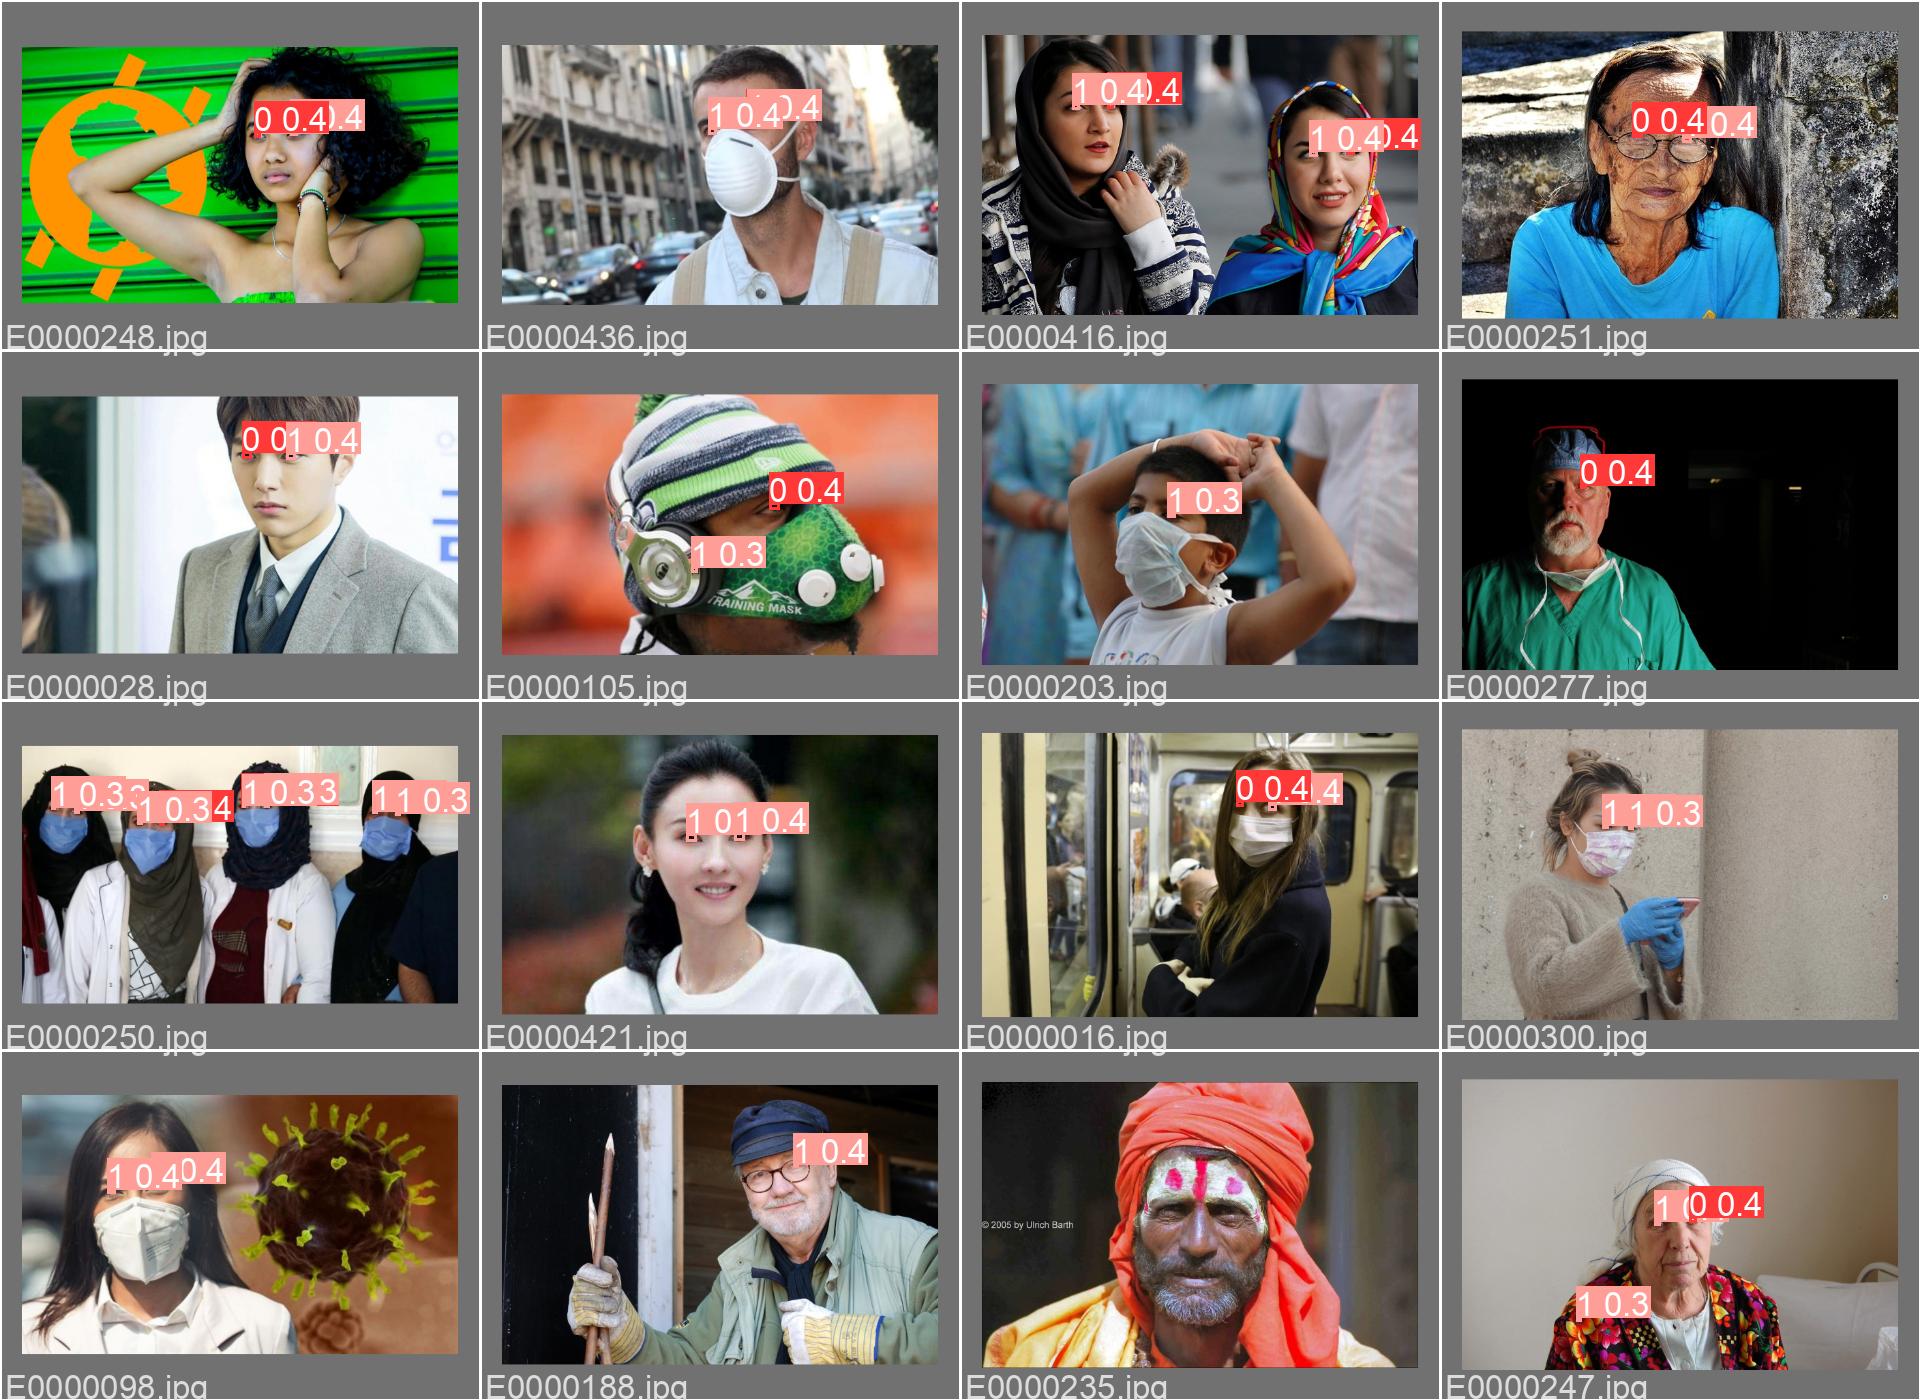 0 0.4 0.4
E0000248.jpg
1 0.4 0.4
E0000436.jpg
1 0.4 0.4
1 0.4 0.4
E0000416.jpg
0 0.4 0.4
E0000251.jpg
0 0 1 0.4
E0000028.jpg
0 0.4
1 0.3
TRAINING MASK
E0000105.jpg
1 0.3
E0000203.jpg
0 0.4
E0000277.jpg
1 0.3
1 0.3 4
1 0.3 3
1 1 0.3
E0000250.jpg
1 0 1 0.4
E0000421.jpg
0 0.4 .4
E0000016.jpg
1 1 0.3
E0000300.jpg
1 0.4 0.4
E0000098.jpg
1 0.4
E0000188.jpg
© 2005 by Ulrich Barth
E0000235.jpg
1 0 0.4
1 0.3
E0000247.jpg